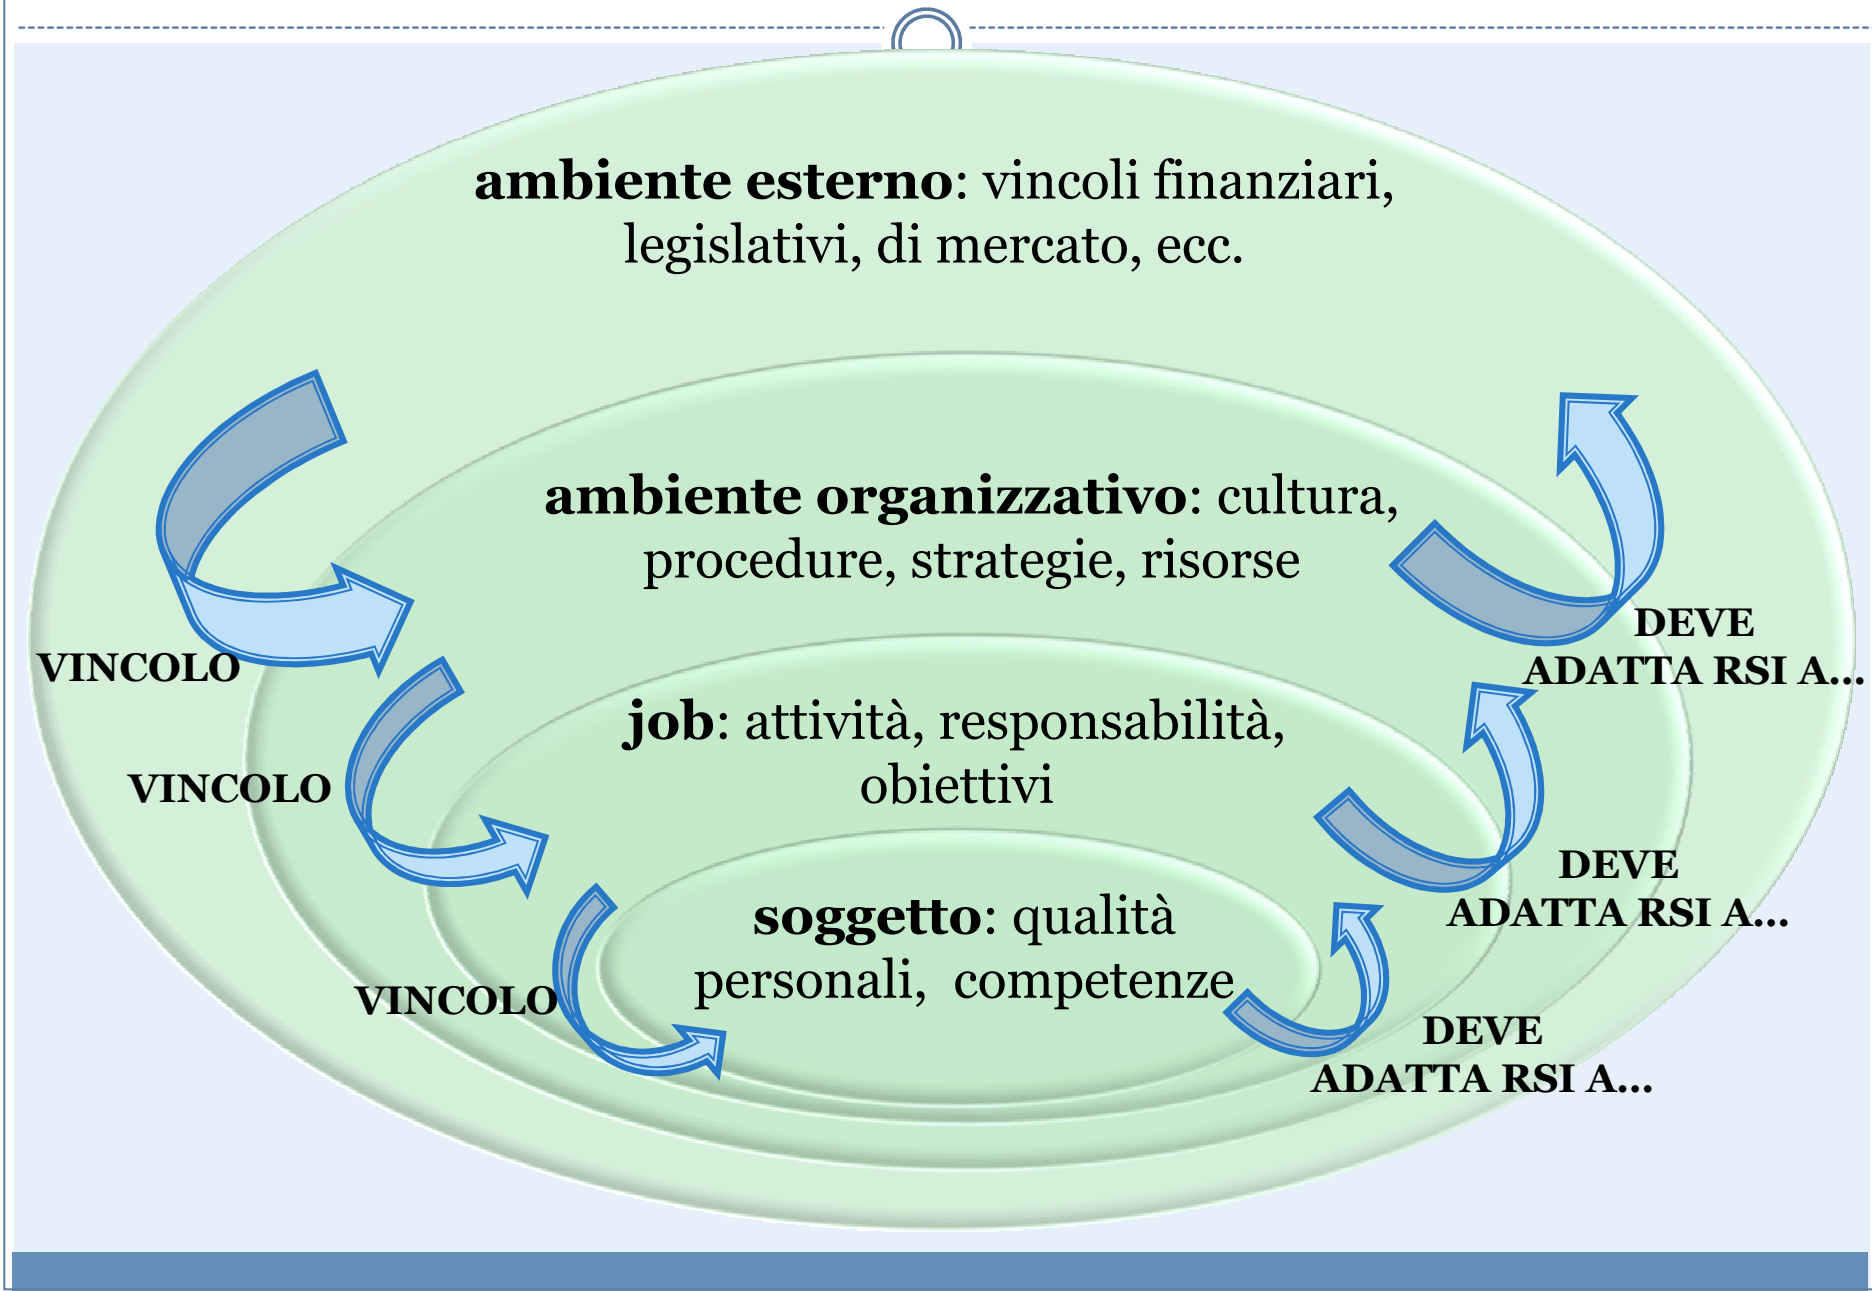 ambiente esterno: vincoli finanziari,
legislativi, di mercato, ecc.
ambiente organizzativo: cultura,
procedure, strategie, risorse
DEVE
ADATTA RSI A...
VINCOLO
job: attività, responsabilità,
obiettivi
VINCOLO
DEVE
ADATTA RSI A...
soggetto: qualità
personali, competenze
VINCOLO
DEVE
ADATTA RSI A...